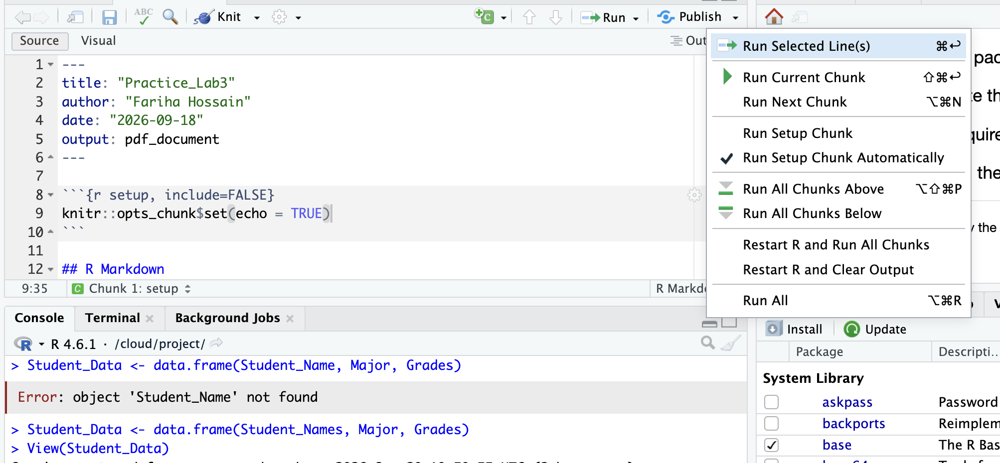 ABC
Knit
Run
Publish
Source
Visual
1 ---
2 title: "Practice_Lab3"
3 author: "Fariha Hossain"
4 date: "2026-09-18"
5 output: pdf_document
6 ---
7
8 ```{r setup, include=FALSE}
9 knitr::opts_chunk$set(echo = TRUE)
10 ```
11
12 ## R Markdown
9:35
C Chunk 1: setup
Run Selected Line(s) ⌘↩
Run Current Chunk ⇧⌘↩
Run Next Chunk ⌥⌘N
Run Setup Chunk
✓ Run Setup Chunk Automatically
Run All Chunks Above ⌥⇧⌘P
Run All Chunks Below
Restart R and Run All Chunks
Restart R and Clear Output
Run All ⌥⌘R
the
the
Console
Terminal
Background Jobs
R 4.6.1 · /cloud/project/
> Student_Data <- data.frame(Student_Name, Major, Grades)
Error: object 'Student_Name' not found
> Student_Data <- data.frame(Student_Names, Major, Grades)
> View(Student_Data)
Install
Update
Package
Descripti...
System Library
askpass Password
backports Reimplem
base The R Bas